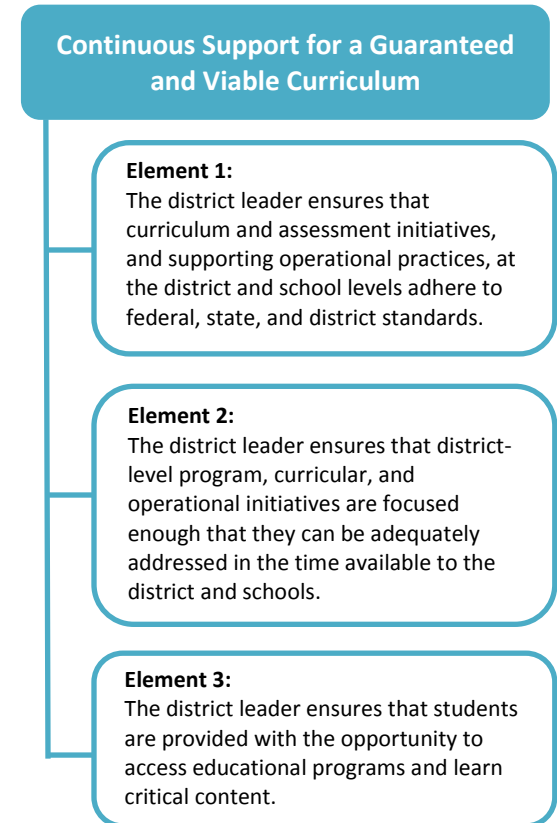 Continuous Support for a Guaranteed
and Viable Curriculum
Element 1:
The district leader ensures that
curriculum and assessment initiatives,
and supporting operational practices, at
the district and school levels adhere to
federal, state, and district standards.
Element 2:
The district leader ensures that district-
level program, curricular, and
operational initiatives are focused
enough that they can be adequately
addressed in the time available to the
district and schools.
Element 3:
The district leader ensures that students
are provided with the opportunity to
access educational programs and learn
critical content.